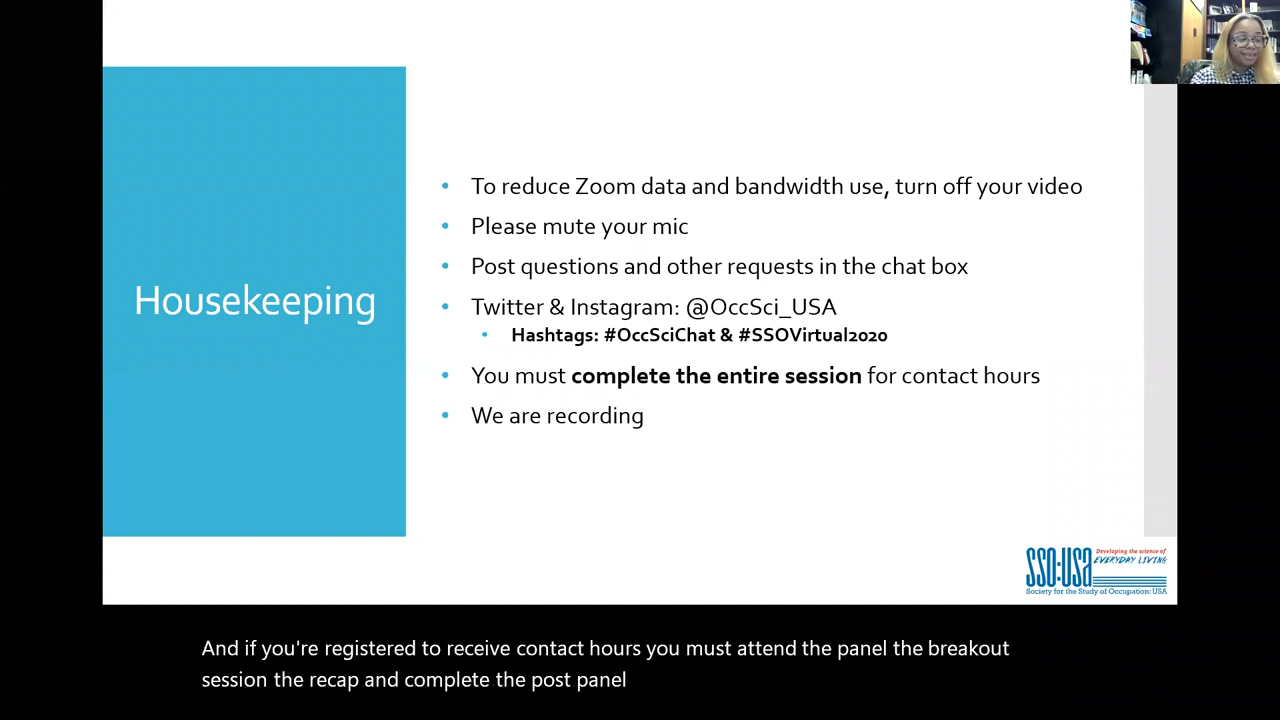 Housekeeping
To reduce Zoom data and bandwidth use, turn off your video
Please mute your mic
Post questions and other requests in the chat box
Twitter & Instagram: @OccSci_USA
Hashtags: #OccSciChat & #SSOVirtual2020
You must complete the entire session for contact hours
We are recording
SSO:USA
Developing the science of
EVERYDAY LIVING
Society for the Study of Occupation: USA
And if you're registered to receive contact hours you must attend the panel the breakout
session the recap and complete the post panel